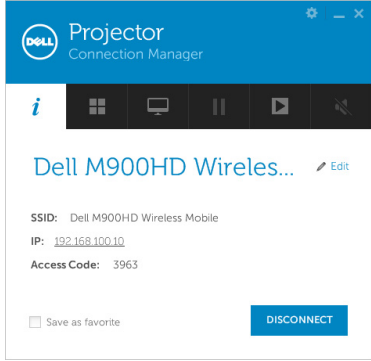 DELL
Projector
Connection Manager
i
Dell M900HD Wireles... Edit
SSID: Dell M900HD Wireless Mobile
IP: 192.168.100.10
Access Code: 3963
Save as favorite DISCONNECT